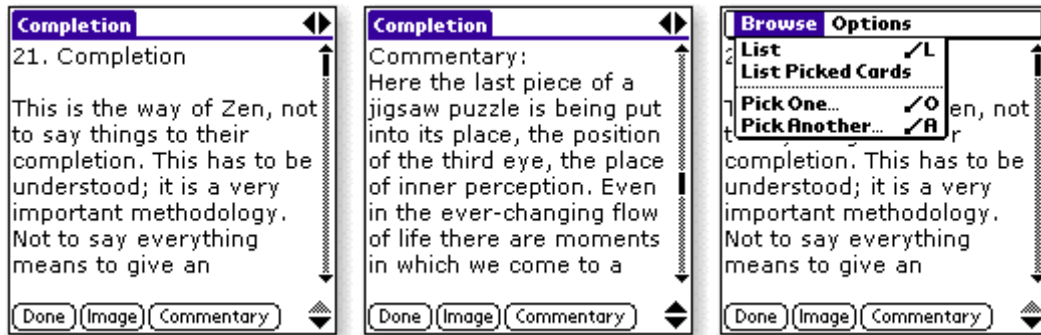 Completion
21. Completion
This is the way of Zen, not
to say things to their
completion. This has to be
understood; it is a very
important methodology.
Not to say everything
means to give an
Done Image Commentary
Completion
Commentary:
Here the last piece of a
jigsaw puzzle is being put
into its place, the position
of the third eye, the place
of inner perception. Even
in the ever-changing flow
of life there are moments
in which we come to a
Done Image Commentary
Browse Options
List /L
List Picked Cards
Pick One... /O
Pick Another... /A
en, not
completion. This has to be
understood; it is a very
important methodology.
Not to say everything
means to give an
Done Image Commentary